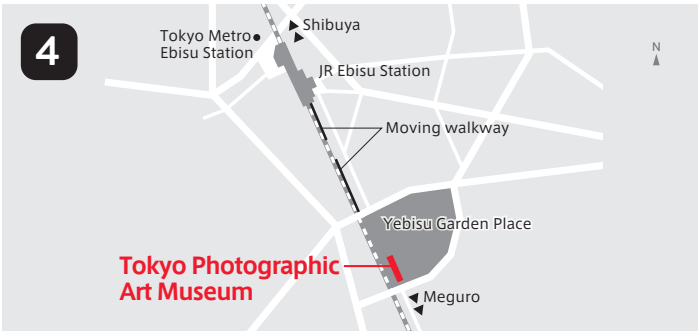 4
Tokyo Metro
Ebisu Station
Shibuya
N
JR Ebisu Station
Moving walkway
Yebisu Garden Place
Tokyo Photographic
Art Museum
Meguro